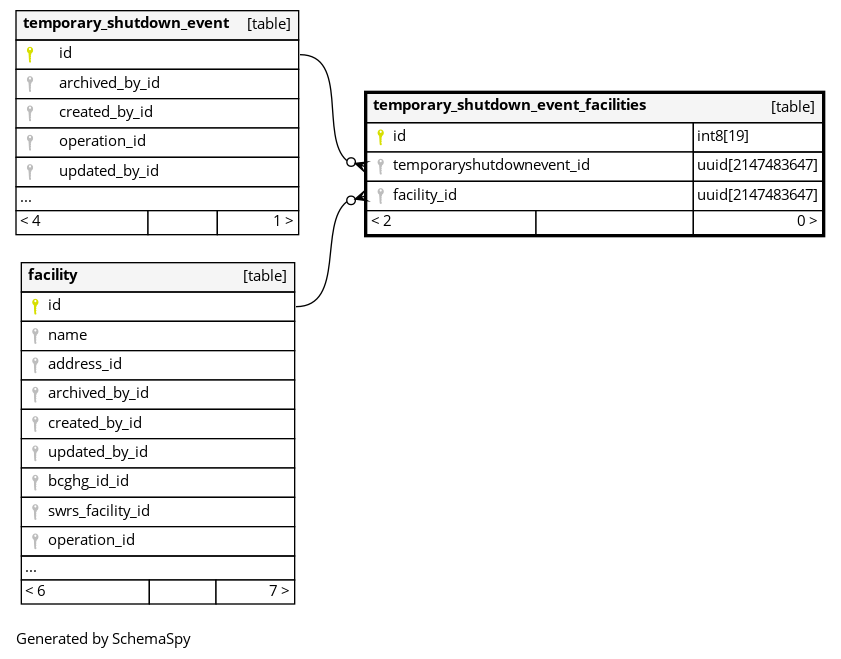 temporary_shutdown_event [table]
id
archived_by_id
created_by_id
operation_id
updated_by_id
...
< 4 1 >
temporary_shutdown_event_facilities [table]
id int8[19]
temporaryshutdownevent_id uuid[2147483647]
facility_id uuid[2147483647]
< 2 0 >
facility [table]
id
name
address_id
archived_by_id
created_by_id
updated_by_id
bcghg_id_id
swrs_facility_id
operation_id
...
< 6 7 >
Generated by SchemaSpy